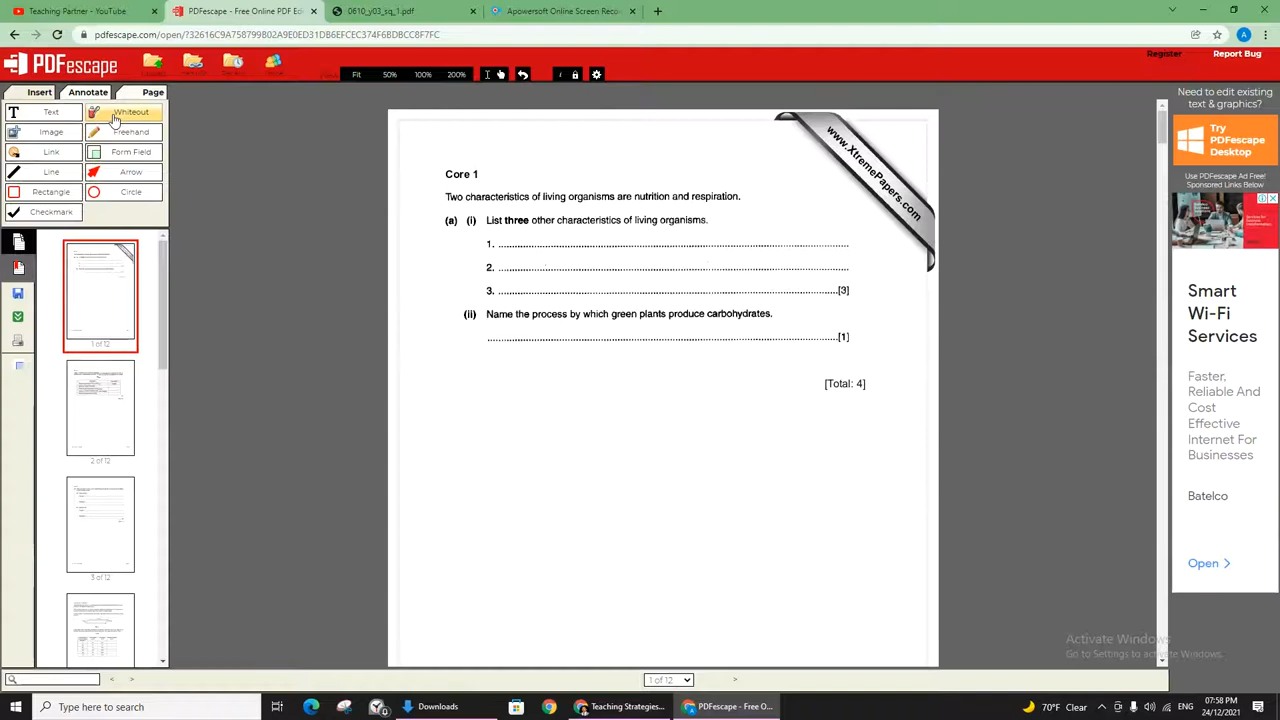 Teaching Partner - YouTube
PDFescape - Free Online PDF Ed
0610_y03_sq_1.pdf
Apowersoft Online Screen Reco
pdfescape.com/open/732616C9A758799B02A9E0ED31DB6EFCEC374F6BDBCC8F7C
PDFescape
Fit 50% 100% 200%
Register
Report Bug
Insert Annotate Page
Text Whiteout
Image Freehand
Link Form Field
Line Arrow
Rectangle Circle
Checkmark
1 of 12
2 of 12
3 of 12
www.XtremePapers.com
Core 1
Two characteristics of living organisms are nutrition and respiration.
(a) (i) List three other characteristics of living organisms.
1. ....................
2. ....................
3. ....................[3]
(ii) Name the process by which green plants produce carbohydrates.
....................[1]
[Total: 4]
Need to edit existing
text & graphics?
Try
PDFescape
Desktop
Use PDFescape Ad Free!
Sponsored Links Below
Smart
Wi-Fi
Services
Faster,
Reliable And
Cost
Effective
Internet For
Businesses
Batelco
Open
Activate Windows
Go to Settings to activate Windows.
1 of 12
Type here to search
Downloads
Teaching Strategies...
PDFescape - Free O...
70°F Clear
ENG
07:58 PM
24/12/2021